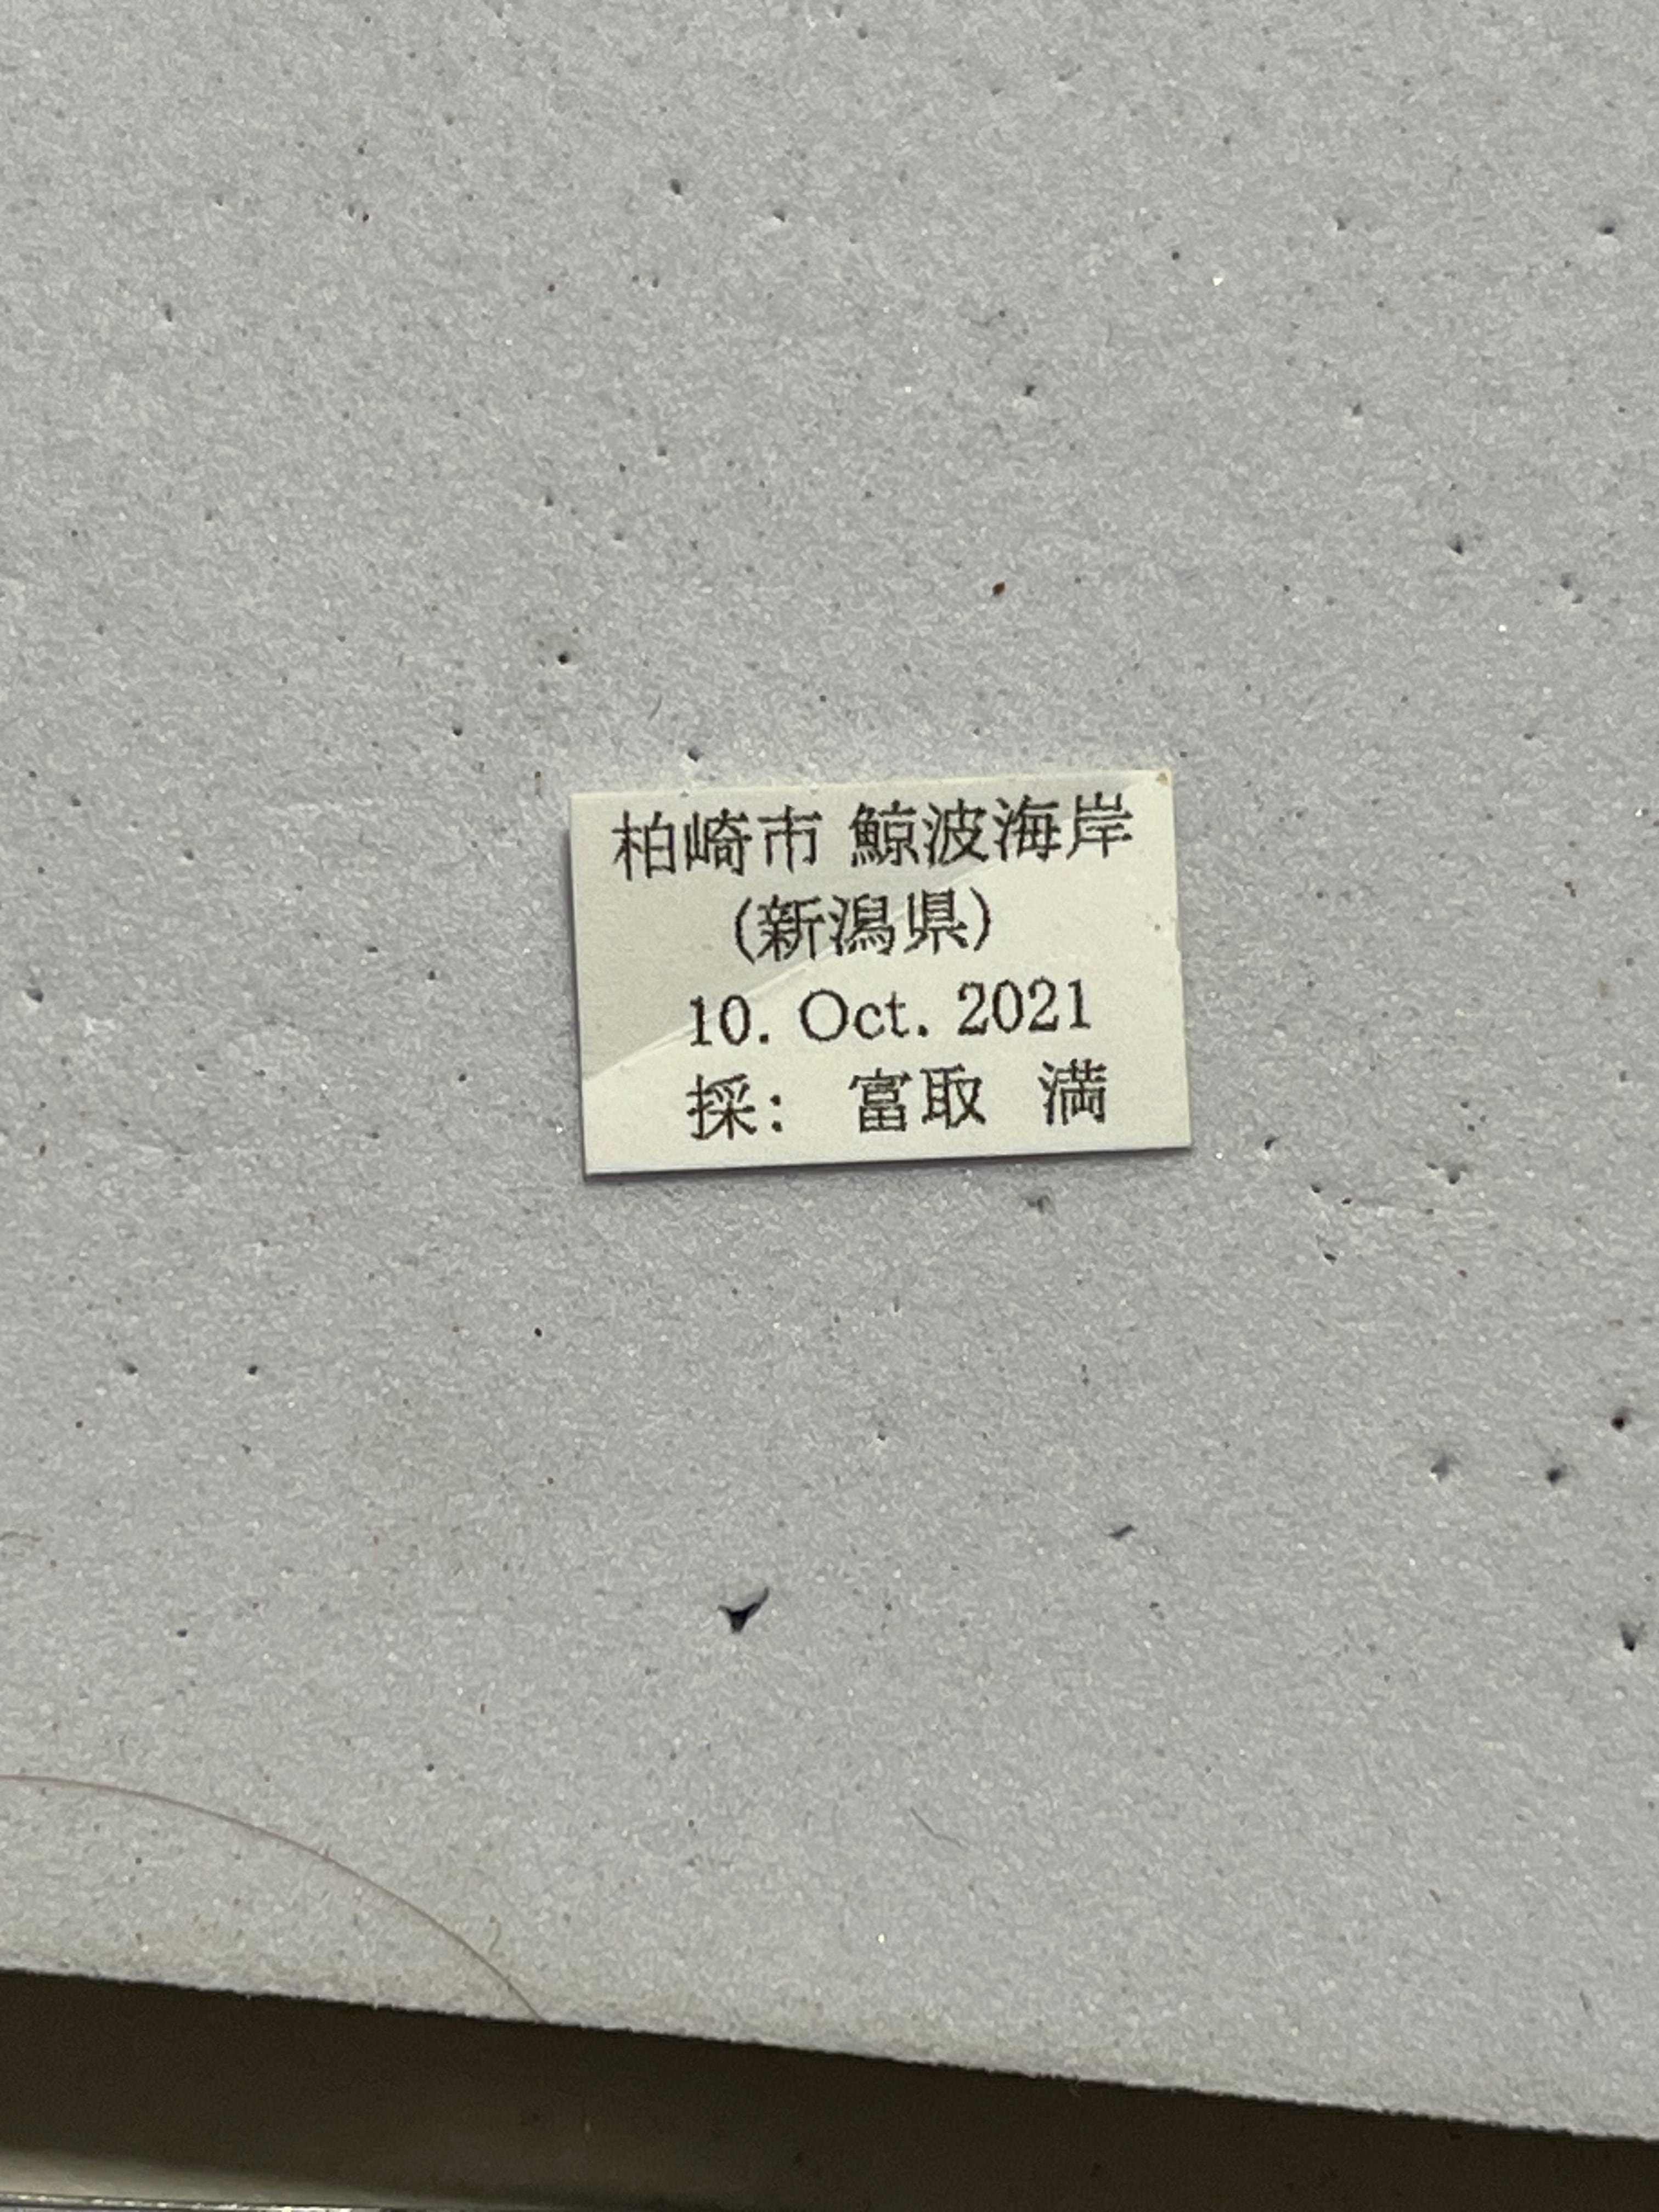 柏崎市 鯨波海岸
(新潟県)
10. Oct. 2021
採: 富取 満